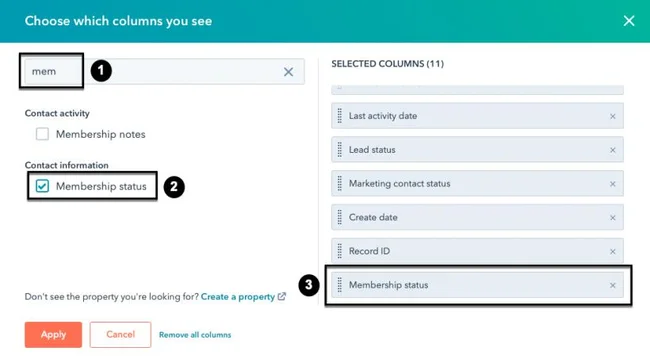 Choose which columns you see
mem
1
Contact activity
Membership notes
Contact information
Membership status
2
Don't see the property you're looking for? Create a property
Apply
Cancel
Remove all columns
SELECTED COLUMNS (11)
Last activity date
Lead status
Marketing contact status
Create date
Record ID
3
Membership status